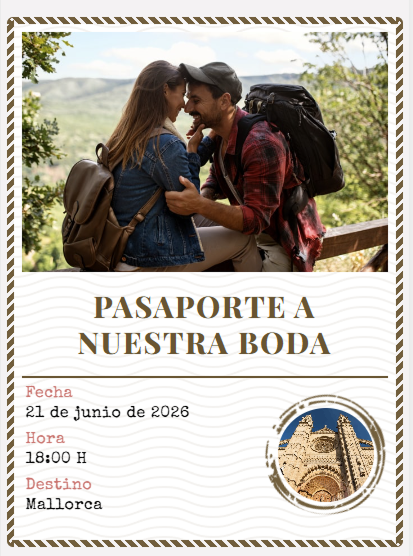 PASAPORTE A
NUESTRA BODA
Fecha
21 de junio de 2026
Hora
18:00 H
Destino
Mallorca